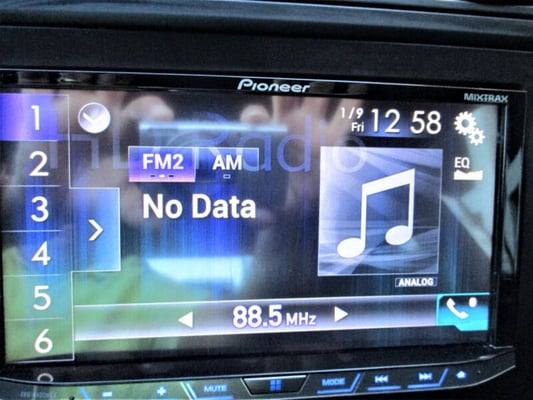 Pioneer
MIXTRAX
1
1/9
Fri
12 58
HD Radio
2
FM2
AM
EQ
3
No Data
4
ANALOG
5
88.5 MHz
6
MUTE
MODE